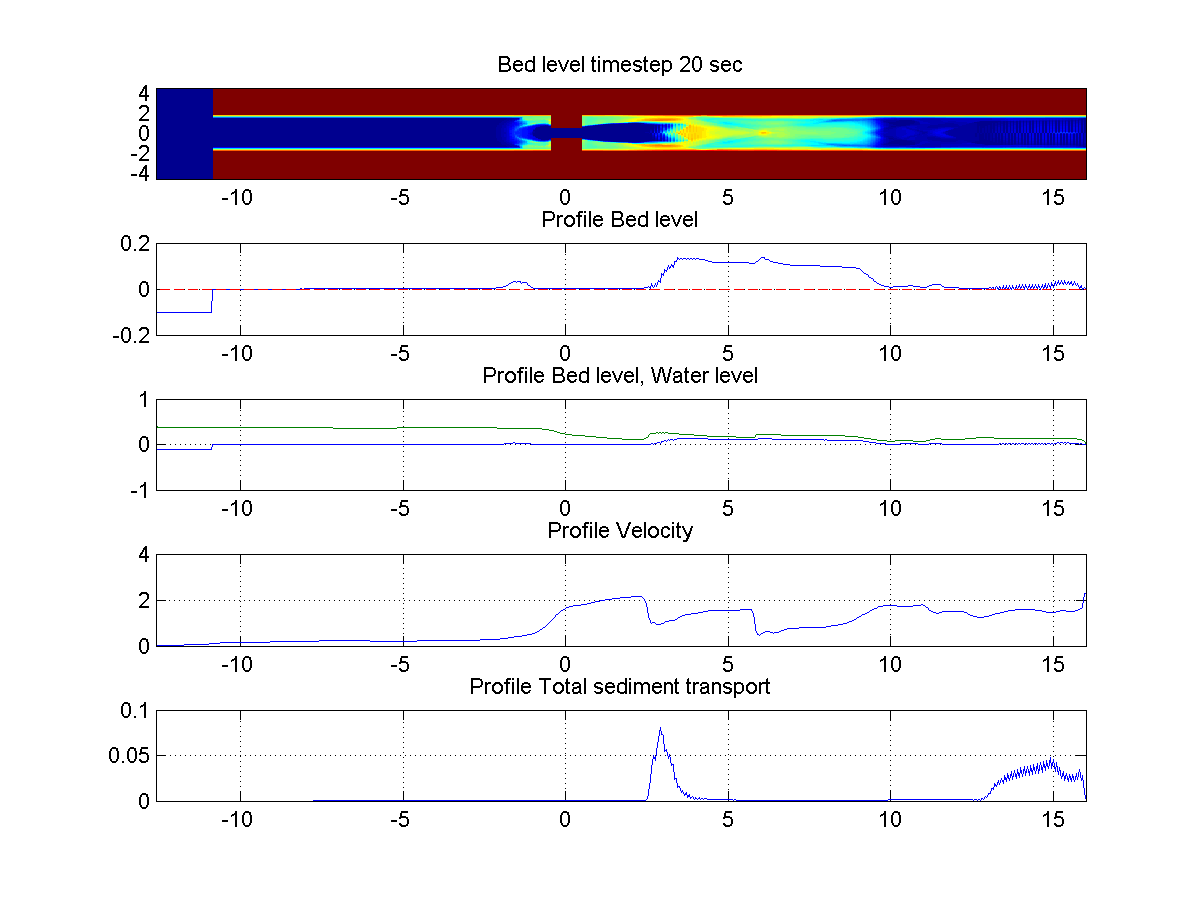 Bed level timestep 20 sec
4
2
0
-2
-4
-10 -5 0 5 10 15
Profile Bed level
0.2
0
-0.2
-10 -5 0 5 10 15
Profile Bed level, Water level
1
0
-1
-10 -5 0 5 10 15
Profile Velocity
4
2
0
-10 -5 0 5 10 15
Profile Total sediment transport
0.1
0.05
0
-10 -5 0 5 10 15